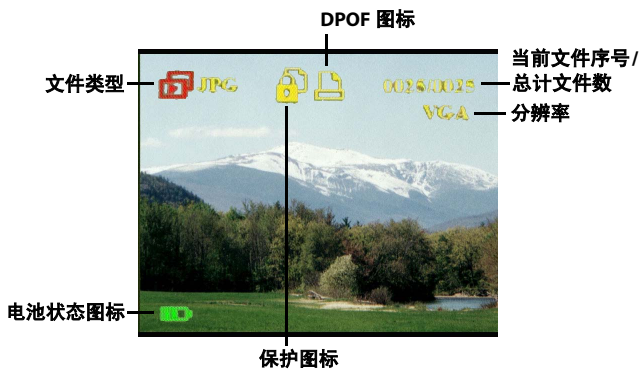 DPOF 图标
当前文件序号/
总计文件数
文件类型
JPG
0028/0028
VGA
分辨率
电池状态图标
保护图标